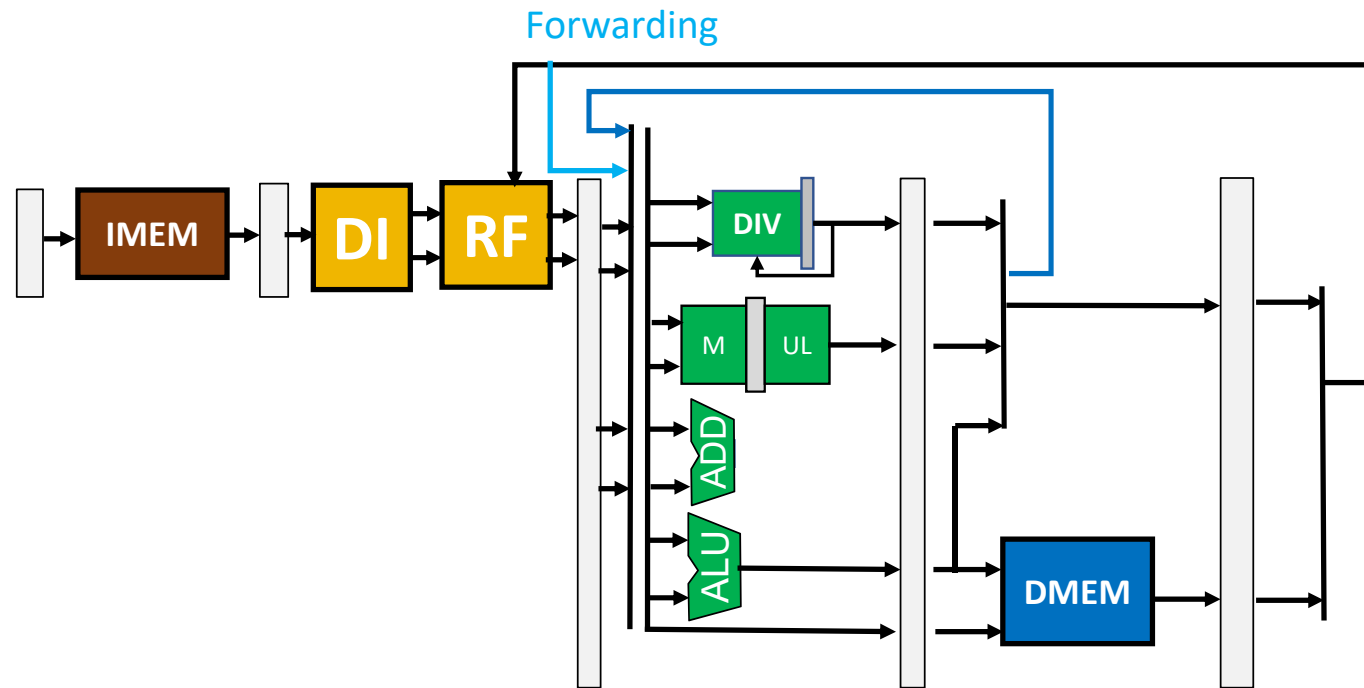 Forwarding
IMEM
DI
RF
DIV
M
UL
ADD
ALU
DMEM